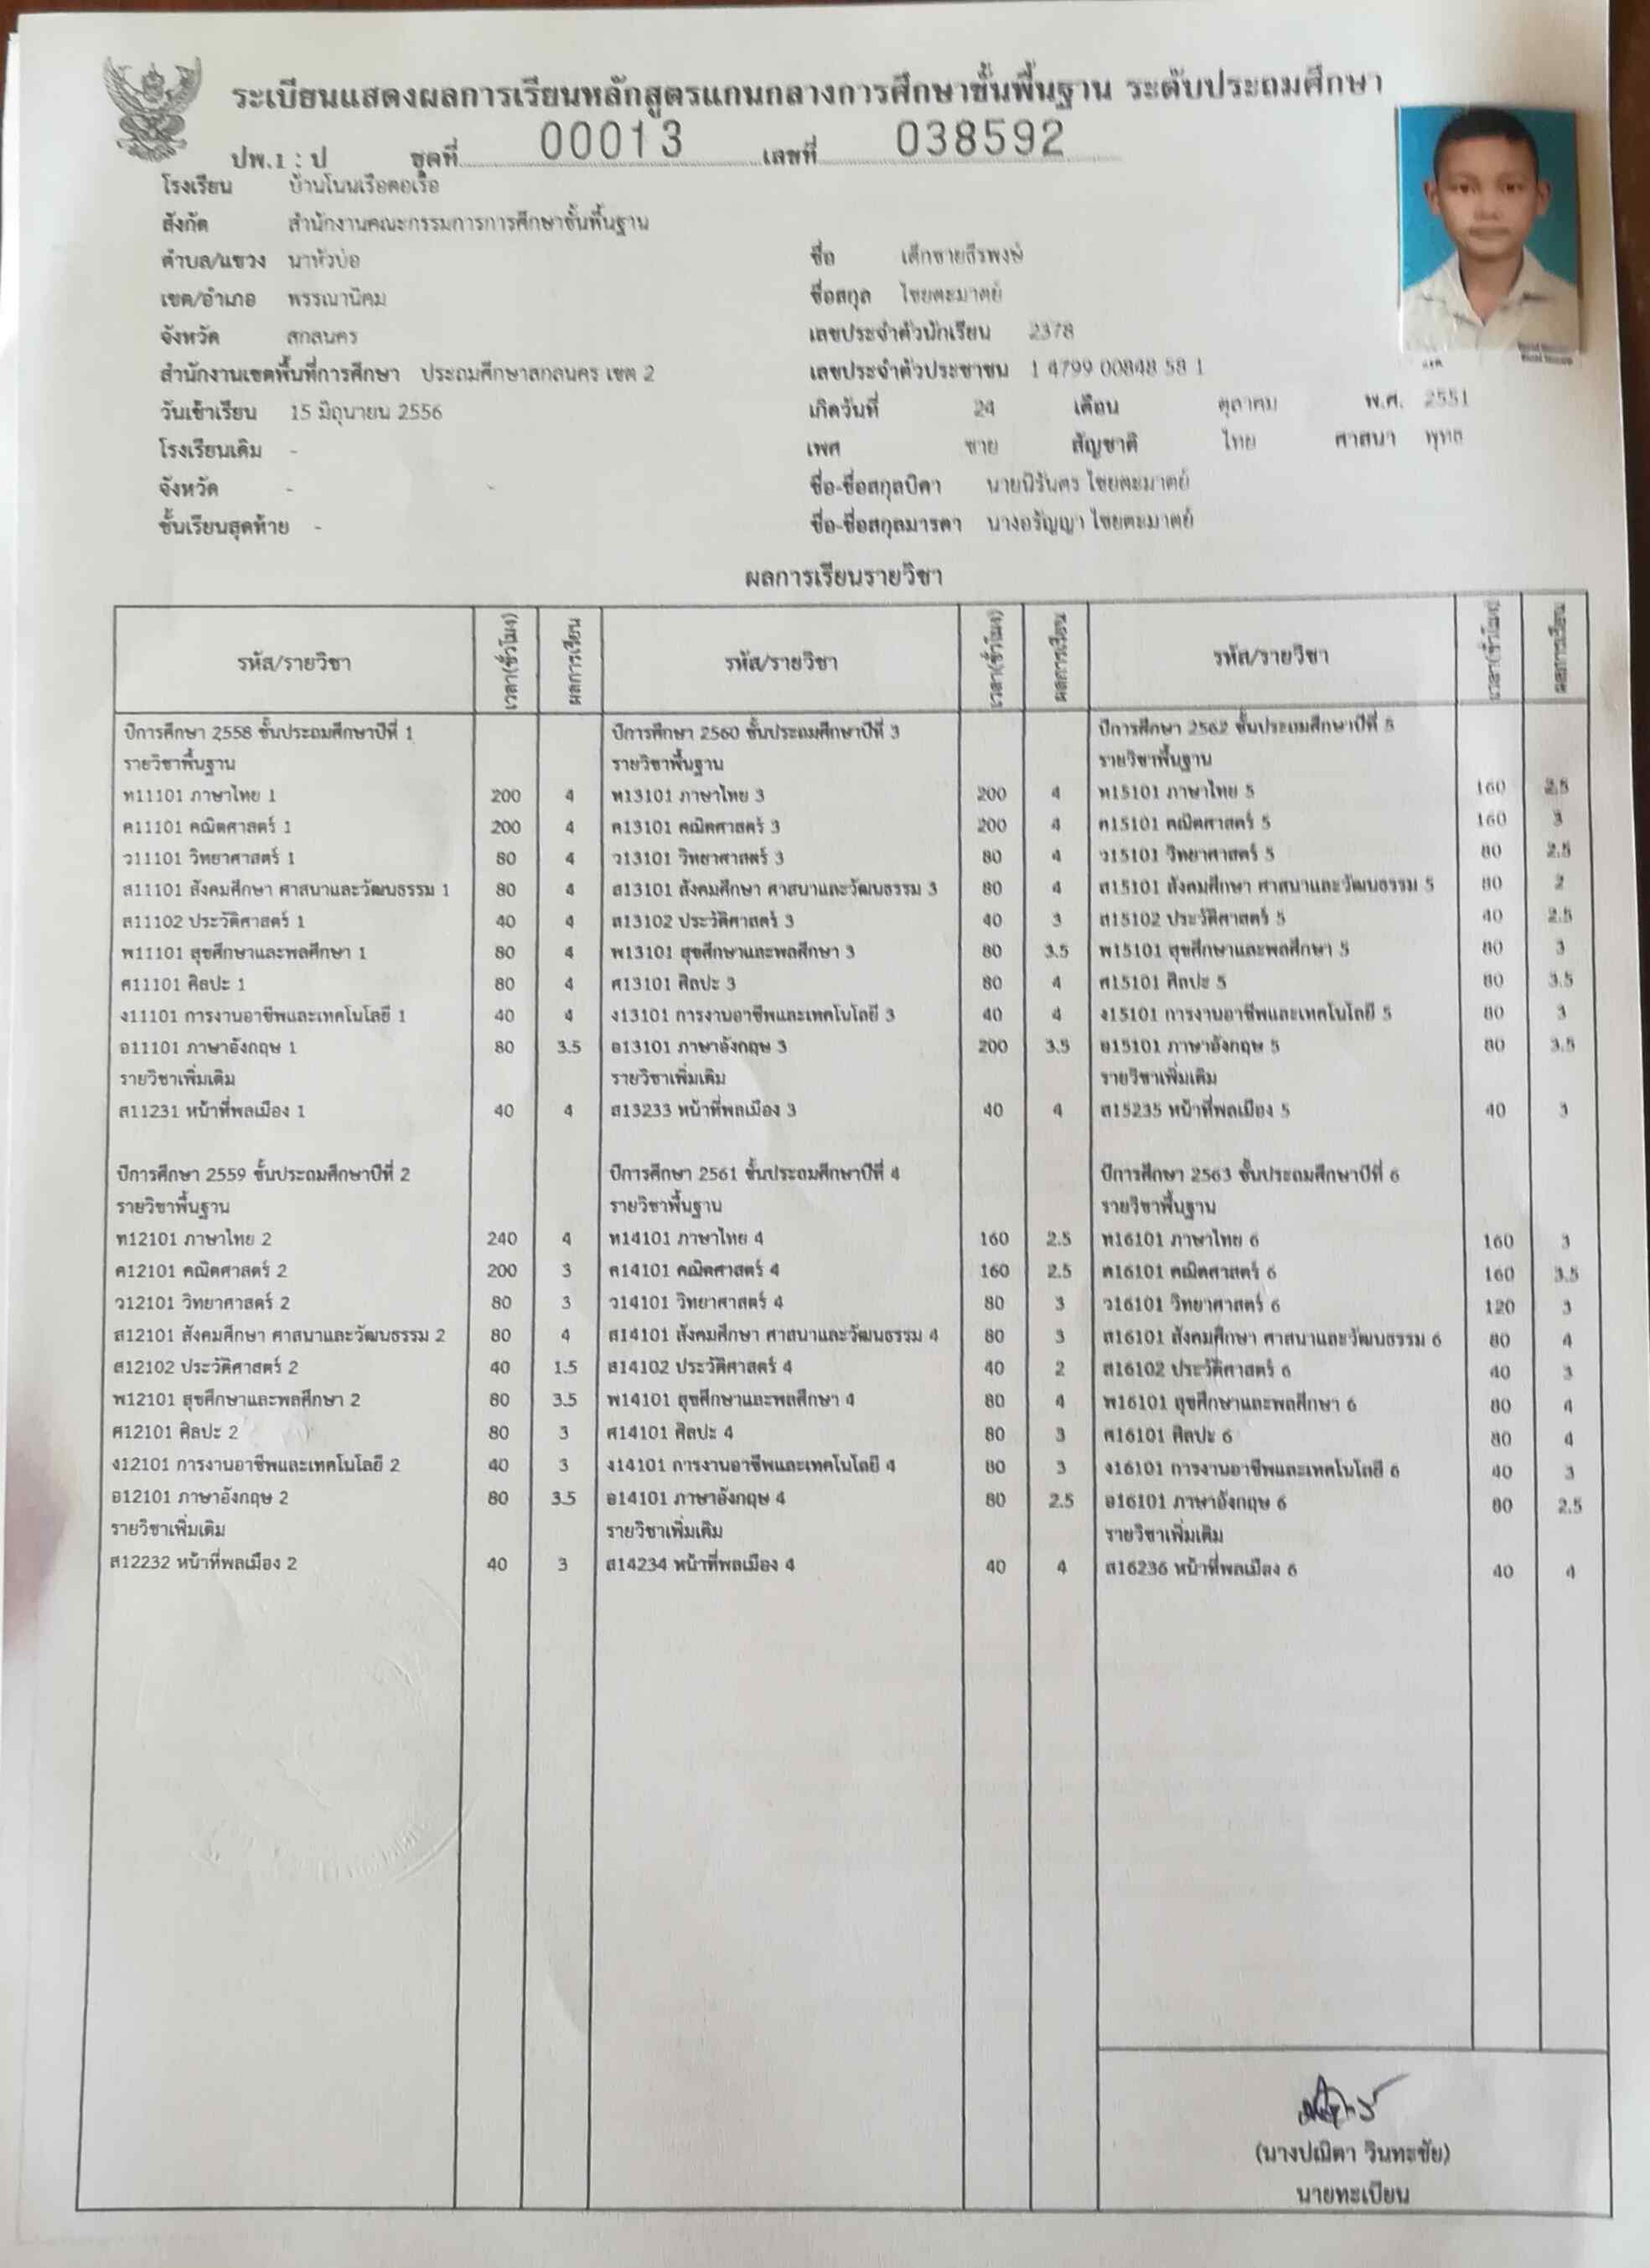 ระเบียนแสดงผลการเรียนหลักสูตรแกนกลางการศึกษาขั้นพื้นฐาน ระดับประถมศึกษา
ปพ.1 : ป ชุดที่ 00013 เลขที่ 038592
โรงเรียน บ้านโนนเรือคอเรือ
สังกัด สำนักงานคณะกรรมการการศึกษาขั้นพื้นฐาน
ตำบล/แขวง นาหัวบ่อ
เขต/อำเภอ พรรณานิคม
จังหวัด สกลนคร
สำนักงานเขตพื้นที่การศึกษา ประถมศึกษาสกลนคร เขต 2
วันเข้าเรียน 15 มิถุนายน 2556
โรงเรียนเดิม -
จังหวัด -
ชั้นเรียนสุดท้าย -
ชื่อ เด็กชายถีรพงษ์
ชื่อสกุล ไชยตะมาตย์
เลขประจำตัวนักเรียน 2378
เลขประจำตัวประชาชน 1 4799 00848 58 1
เกิดวันที่ 24 เดือน ตุลาคม พ.ศ. 2551
เพศ ชาย สัญชาติ ไทย ศาสนา พุทธ
ชื่อ-ชื่อสกุลบิดา นายนิรันดร ไชยตะมาตย์
ชื่อ-ชื่อสกุลมารดา นางอรัญญา ไชยตะมาตย์
ผลการเรียนรายวิชา
รหัส/รายวิชา เวลา(ชั่วโมง) ผลการเรียน
ปีการศึกษา 2558 ชั้นประถมศึกษาปีที่ 1
รายวิชาพื้นฐาน
ท11101 ภาษาไทย 1 200 4
ค11101 คณิตศาสตร์ 1 200 4
ว11101 วิทยาศาสตร์ 1 80 4
ส11101 สังคมศึกษา ศาสนาและวัฒนธรรม 1 80 4
ส11102 ประวัติศาสตร์ 1 40 4
พ11101 สุขศึกษาและพลศึกษา 1 80 4
ศ11101 ศิลปะ 1 80 4
ง11101 การงานอาชีพและเทคโนโลยี 1 40 4
อ11101 ภาษาอังกฤษ 1 80 3.5
รายวิชาเพิ่มเติม
ส11231 หน้าที่พลเมือง 1 40 4
ปีการศึกษา 2559 ชั้นประถมศึกษาปีที่ 2
รายวิชาพื้นฐาน
ท12101 ภาษาไทย 2 240 4
ค12101 คณิตศาสตร์ 2 200 3
ว12101 วิทยาศาสตร์ 2 80 3
ส12101 สังคมศึกษา ศาสนาและวัฒนธรรม 2 80 4
ส12102 ประวัติศาสตร์ 2 40 1.5
พ12101 สุขศึกษาและพลศึกษา 2 80 3.5
ศ12101 ศิลปะ 2 80 3
ง12101 การงานอาชีพและเทคโนโลยี 2 40 3
อ12101 ภาษาอังกฤษ 2 80 3.5
รายวิชาเพิ่มเติม
ส12232 หน้าที่พลเมือง 2 40 3
รหัส/รายวิชา เวลา(ชั่วโมง) ผลการเรียน
ปีการศึกษา 2560 ชั้นประถมศึกษาปีที่ 3
รายวิชาพื้นฐาน
ท13101 ภาษาไทย 3 200 4
ค13101 คณิตศาสตร์ 3 200 4
ว13101 วิทยาศาสตร์ 3 80 4
ส13101 สังคมศึกษา ศาสนาและวัฒนธรรม 3 80 4
ส13102 ประวัติศาสตร์ 3 40 3
พ13101 สุขศึกษาและพลศึกษา 3 80 3.5
ศ13101 ศิลปะ 3 80 4
ง13101 การงานอาชีพและเทคโนโลยี 3 40 4
อ13101 ภาษาอังกฤษ 3 200 3.5
รายวิชาเพิ่มเติม
ส13233 หน้าที่พลเมือง 3 40 4
ปีการศึกษา 2561 ชั้นประถมศึกษาปีที่ 4
รายวิชาพื้นฐาน
ท14101 ภาษาไทย 4 160 2.5
ค14101 คณิตศาสตร์ 4 160 2.5
ว14101 วิทยาศาสตร์ 4 80 3
ส14101 สังคมศึกษา ศาสนาและวัฒนธรรม 4 80 3
ส14102 ประวัติศาสตร์ 4 40 2
พ14101 สุขศึกษาและพลศึกษา 4 80 4
ศ14101 ศิลปะ 4 80 3
ง14101 การงานอาชีพและเทคโนโลยี 4 80 3
อ14101 ภาษาอังกฤษ 4 80 2.5
รายวิชาเพิ่มเติม
ส14234 หน้าที่พลเมือง 4 40 4
รหัส/รายวิชา เวลา(ชั่วโมง) ผลการเรียน
ปีการศึกษา 2562 ชั้นประถมศึกษาปีที่ 5
รายวิชาพื้นฐาน
ท15101 ภาษาไทย 5 160 2.5
ค15101 คณิตศาสตร์ 5 160 3
ว15101 วิทยาศาสตร์ 5 80 2.5
ส15101 สังคมศึกษา ศาสนาและวัฒนธรรม 5 80 2
ส15102 ประวัติศาสตร์ 5 40 2.5
พ15101 สุขศึกษาและพลศึกษา 5 80 3
ศ15101 ศิลปะ 5 80 3.5
ง15101 การงานอาชีพและเทคโนโลยี 5 80 3
อ15101 ภาษาอังกฤษ 5 80 3.5
รายวิชาเพิ่มเติม
ส15235 หน้าที่พลเมือง 5 40 3
ปีการศึกษา 2563 ชั้นประถมศึกษาปีที่ 6
รายวิชาพื้นฐาน
ท16101 ภาษาไทย 6 160 3
ค16101 คณิตศาสตร์ 6 160 3.5
ว16101 วิทยาศาสตร์ 6 120 3
ส16101 สังคมศึกษา ศาสนาและวัฒนธรรม 6 80 4
ส16102 ประวัติศาสตร์ 6 40 3
พ16101 สุขศึกษาและพลศึกษา 6 80 4
ศ16101 ศิลปะ 6 80 4
ง16101 การงานอาชีพและเทคโนโลยี 6 40 3
อ16101 ภาษาอังกฤษ 6 80 2.5
รายวิชาเพิ่มเติม
ส16236 หน้าที่พลเมือง 6 40 4
(นางปณิตา วินทะชัย)
นายทะเบียน